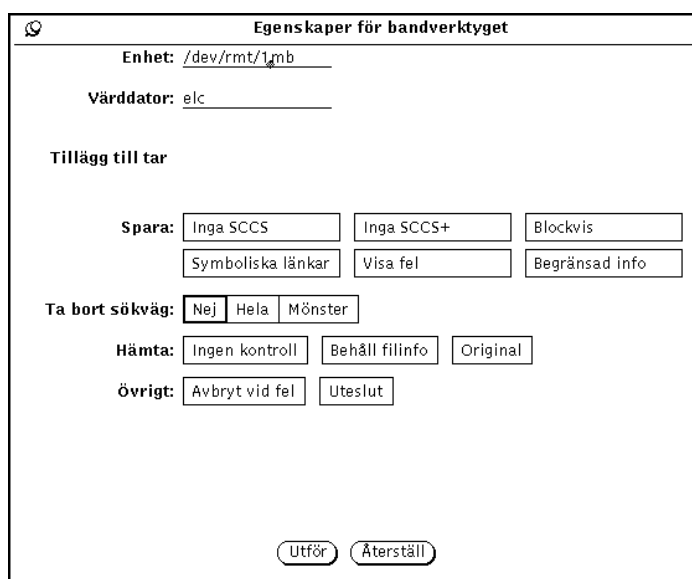 Egenskaper för bandverktyget
Enhet: /dev/rmt/1mb
Värddator: elc
Tillägg till tar
Spara: Inga SCCS Inga SCCS+ Blockvis
Symboliska länkar Visa fel Begränsad info
Ta bort sökväg: Nej Hela Mönster
Hämta: Ingen kontroll Behåll filinfo Original
Övrigt: Avbryt vid fel Uteslut
Utför Återställ